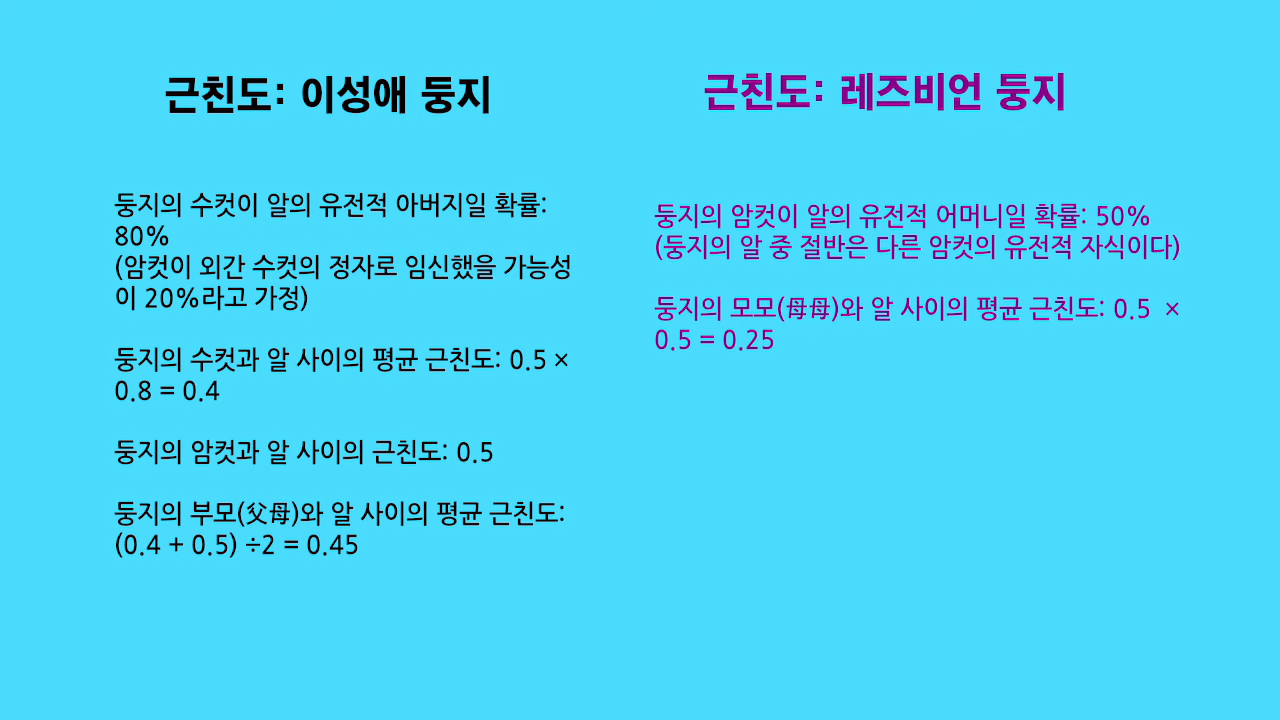 근친도: 이성애 둥지
둥지의 수컷이 알의 유전적 아버지일 확률:
80%
(암컷이 외간 수컷의 정자로 임신했을 가능성
이 20%라고 가정)
둥지의 수컷과 알 사이의 평균 근친도: 0.5 ×
0.8 = 0.4
둥지의 암컷과 알 사이의 근친도: 0.5
둥지의 부모(父母)와 알 사이의 평균 근친도:
(0.4 + 0.5) ÷2 = 0.45
근친도: 레즈비언 둥지
둥지의 암컷이 알의 유전적 어머니일 확률: 50%
(둥지의 알 중 절반은 다른 암컷의 유전적 자식이다)
둥지의 모모(母母)와 알 사이의 평균 근친도: 0.5 ×
0.5 = 0.25